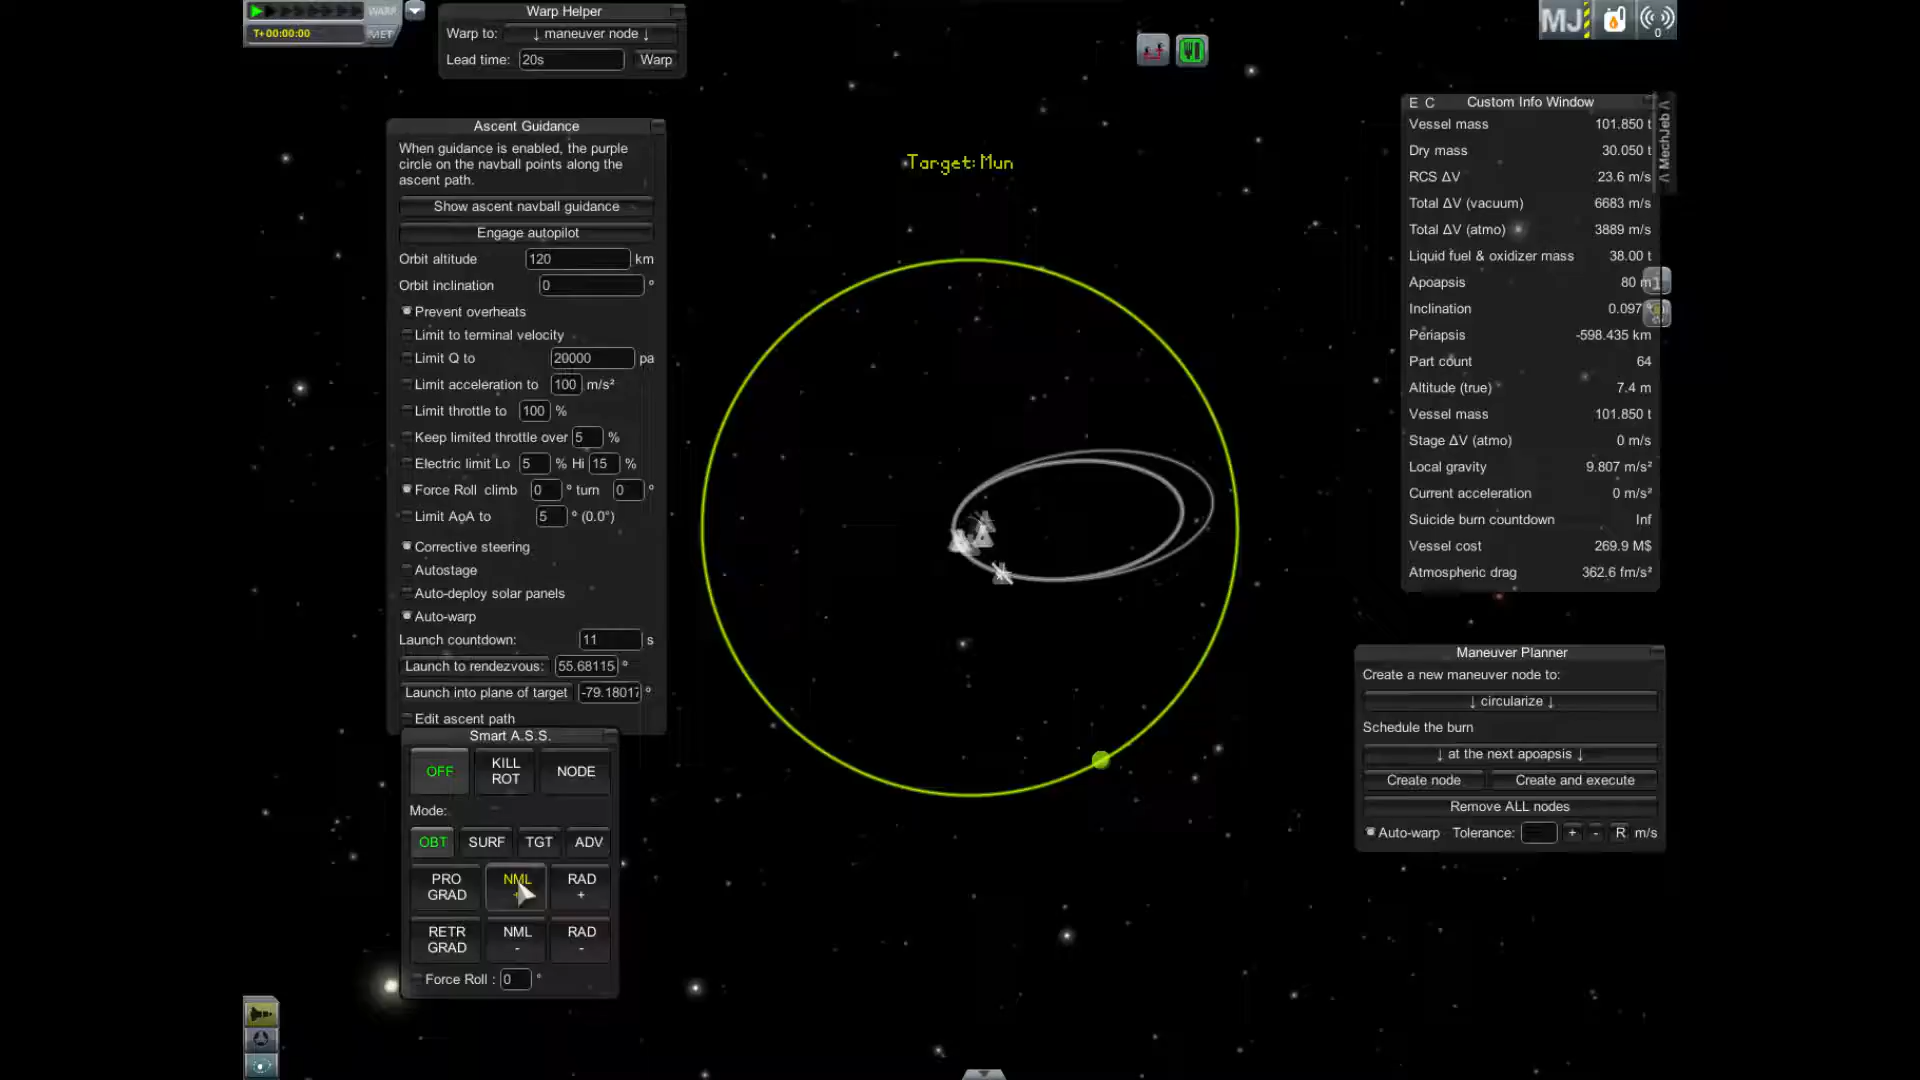 WARP
T+00:00:00
MET
Warp Helper
Warp to:
↓ maneuver node ↓
Lead time:
20s
Warp
MJ
0
Target: Mun
Ascent Guidance
When guidance is enabled, the purple
circle on the navball points along the
ascent path.
Show ascent navball guidance
Engage autopilot
Orbit altitude 120 km
Orbit inclination 0 º
Prevent overheats
Limit to terminal velocity
Limit Q to 20000 pa
Limit acceleration to 100 m/s²
Limit throttle to 100 %
Keep limited throttle over 5 %
Electric limit Lo 5 % Hi 15 %
Force Roll climb 0 º turn 0 º
Limit AoA to 5 º (0.0°)
Corrective steering
Autostage
Auto-deploy solar panels
Auto-warp
Launch countdown: 11 s
Launch to rendezvous: 55.68115 º
Launch into plane of target -79.18017 º
Edit ascent path
Smart A.S.S.
OFF
KILL
ROT
NODE
Mode:
OBT SURF TGT ADV
PRO
GRAD
NML
+
RAD
+
RETR
GRAD
NML
-
RAD
-
Force Roll : 0 °
E C Custom Info Window
Vessel mass 101.850 t
Dry mass 30.050 t
RCS ΔV 23.6 m/s
Total ΔV (vacuum) 6683 m/s
Total ΔV (atmo) 3889 m/s
Liquid fuel & oxidizer mass 38.00 t
Apoapsis 80 m
Inclination 0.097
Periapsis -598.435 km
Part count 64
Altitude (true) 7.4 m
Vessel mass 101.850 t
Stage ΔV (atmo) 0 m/s
Local gravity 9.807 m/s²
Current acceleration 0 m/s²
Suicide burn countdown Inf
Vessel cost 269.9 M$
Atmospheric drag 362.6 fm/s²
MechJeb
Maneuver Planner
Create a new maneuver node to:
↓ circularize ↓
Schedule the burn
↓ at the next apoapsis ↓
Create node Create and execute
Remove ALL nodes
Auto-warp Tolerance: + - R m/s